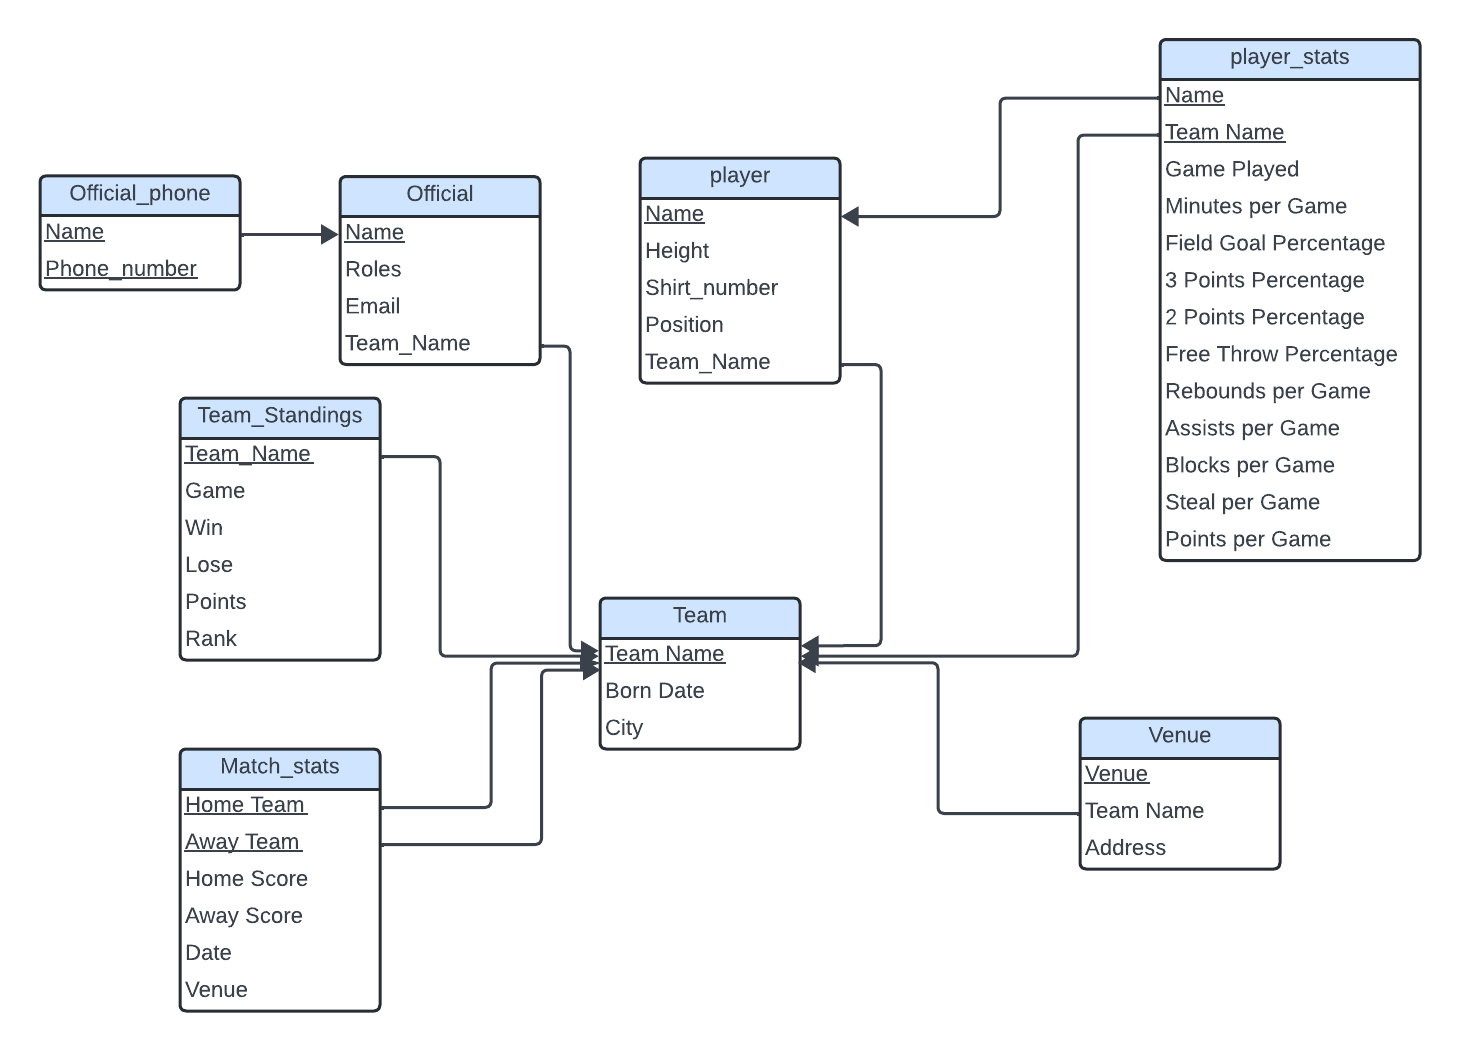 player_stats
Name
Team Name
Game Played
Minutes per Game
Field Goal Percentage
3 Points Percentage
2 Points Percentage
Free Throw Percentage
Rebounds per Game
Assists per Game
Blocks per Game
Steal per Game
Points per Game
player
Name
Height
Shirt_number
Position
Team_Name
Official_phone
Name
Phone_number
Official
Name
Roles
Email
Team_Name
Team_Standings
Team_Name
Game
Win
Lose
Points
Rank
Team
Team Name
Born Date
City
Match_stats
Home Team
Away Team
Home Score
Away Score
Date
Venue
Venue
Venue
Team Name
Address